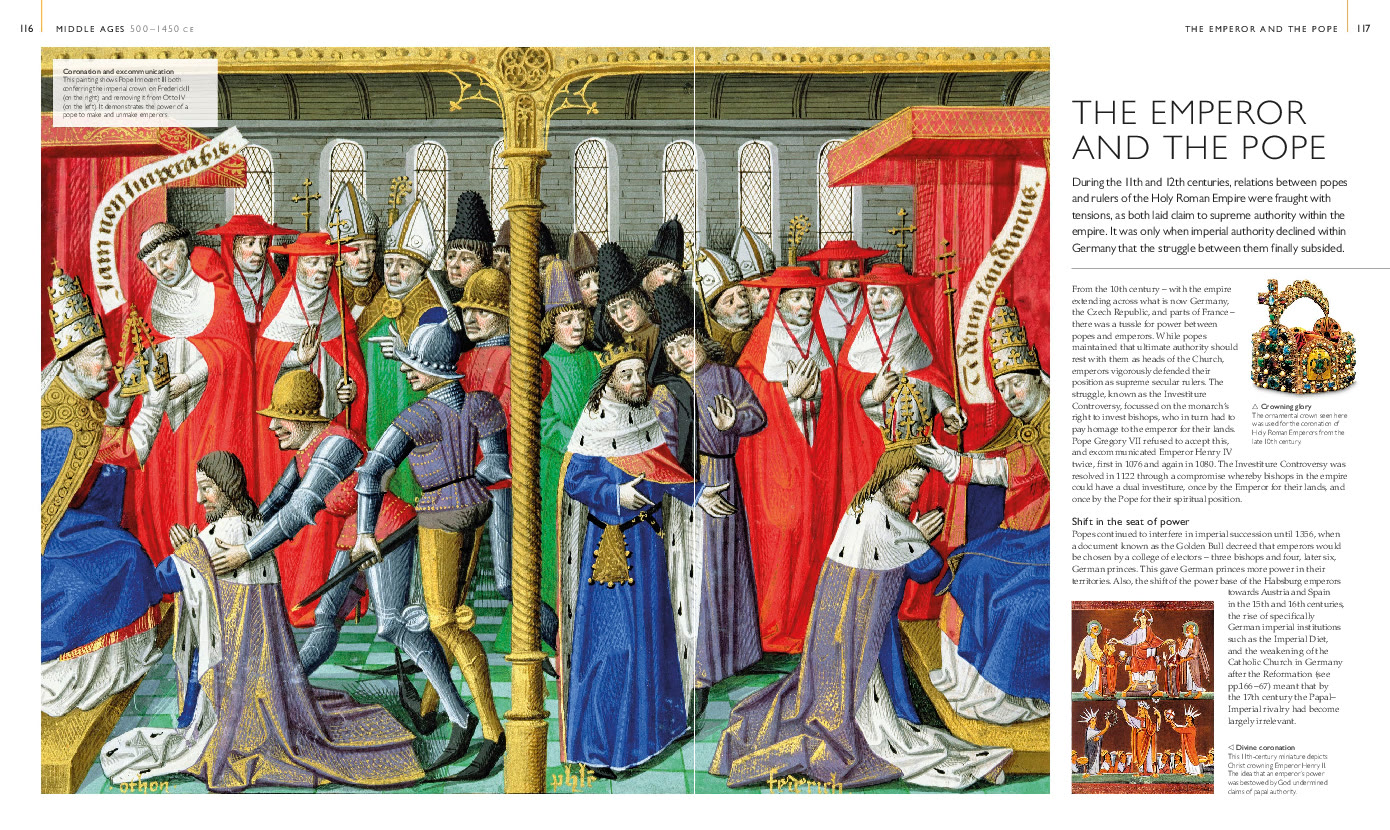 116
MIDDLE AGES 500–1450 CE
THE EMPEROR AND THE POPE
117
Coronation and excommunication
This painting shows Pope Innocent III both
conferring the imperial crown on Frederick II
(on the right) and removing it from Otto IV
(on the left). It demonstrates the power of a
pope to make and unmake emperors.
othon
phle
THE EMPEROR
AND THE POPE
During the 11th and 12th centuries, relations between popes
and rulers of the Holy Roman Empire were fraught with
tensions, as both laid claim to supreme authority within the
empire. It was only when imperial authority declined within
Germany that the struggle between them finally subsided.
From the 10th century – with the empire
extending across what is now Germany,
the Czech Republic, and parts of France –
there was a tussle for power between
popes and emperors. While popes
maintained that ultimate authority should
rest with them as heads of the Church,
emperors vigorously defended their
position as supreme secular rulers. The
struggle, known as the Investiture
Controversy, focussed on the monarch's
right to invest bishops, who in turn had to
pay homage to the emperor for their lands.
Pope Gregory VII refused to accept this,
and excommunicated Emperor Henry IV
twice, first in 1076 and again in 1080. The Investiture Controversy was
resolved in 1122 through a compromise whereby bishops in the empire
could have a dual investiture, once by the Emperor for their lands, and
once by the Pope for their spiritual position.
△ Crowning glory
The ornamental crown seen here
was used for the coronation of
Holy Roman Emperors from the
late 10th century.
Shift in the seat of power
Popes continued to interfere in imperial succession until 1356, when
a document known as the Golden Bull decreed that emperors would
be chosen by a college of electors – three bishops and four, later six,
German princes. This gave German princes more power in their
territories. Also, the shift of the power base of the Habsburg emperors
towards Austria and Spain
in the 15th and 16th centuries,
the rise of specifically
German imperial institutions
such as the Imperial Diet,
and the weakening of the
Catholic Church in Germany
after the Reformation (see
pp.166–67) meant that by
the 17th century the Papal–
Imperial rivalry had become
largely irrelevant.
◁ Divine coronation
This 11th-century miniature depicts
Christ crowning Emperor Henry II.
The idea that an emperor's power
was bestowed by God undermined
claims of papal authority.